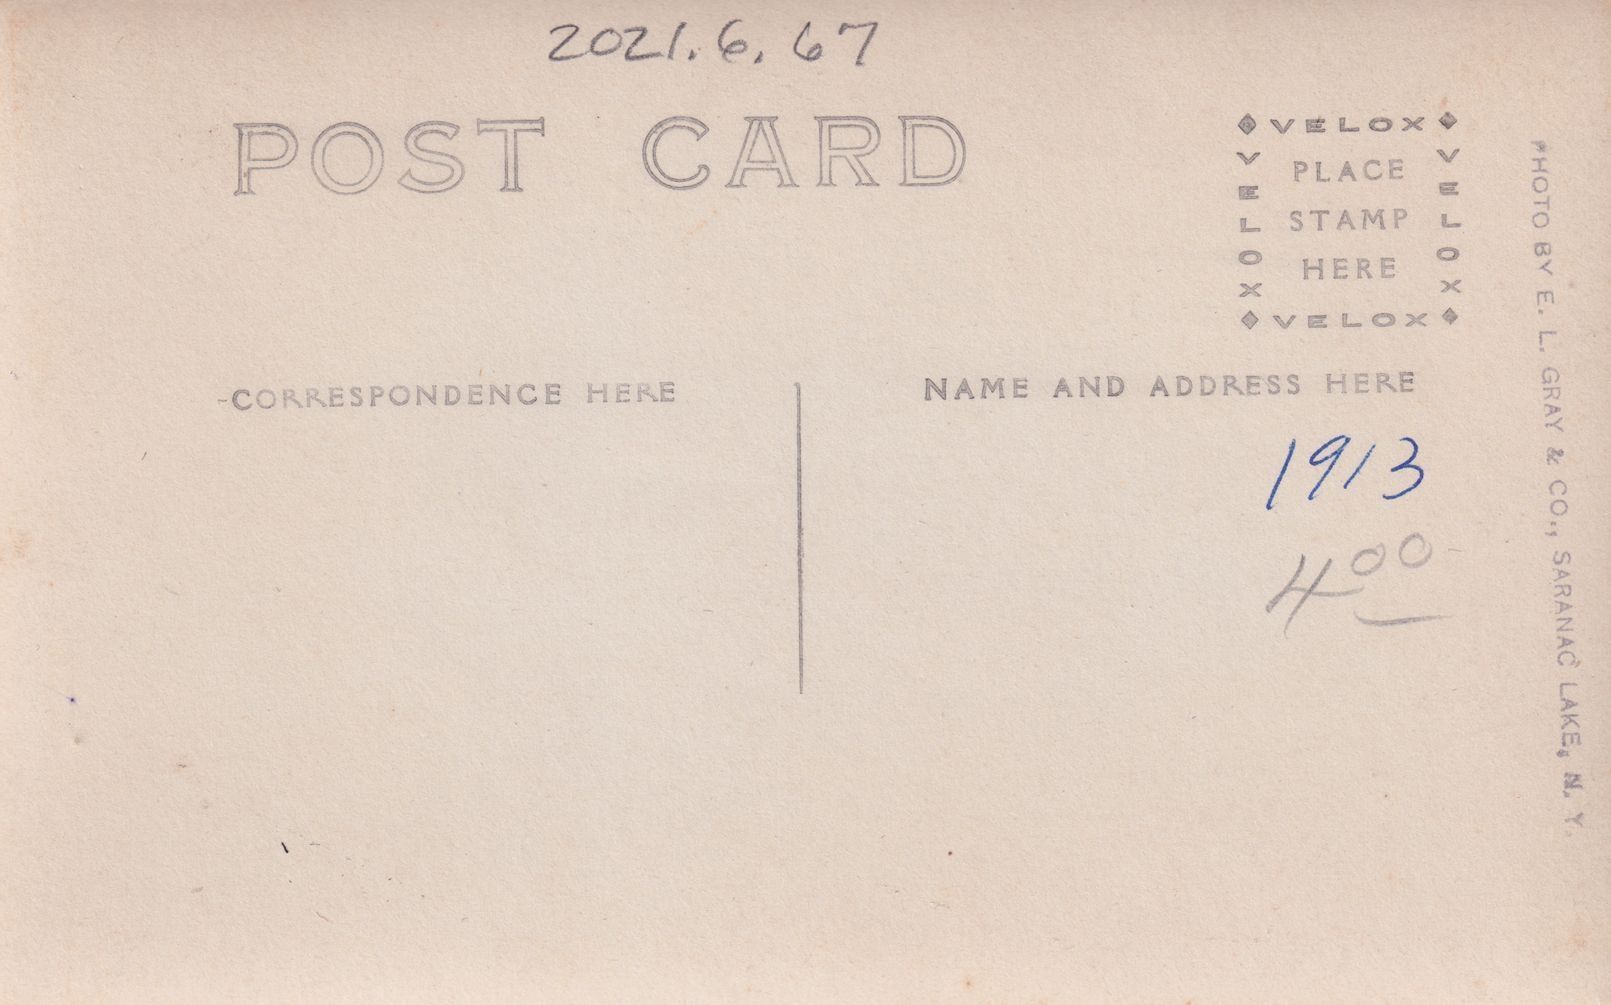 2021.6.67
POST CARD
VELOX
VELOX
PLACE
STAMP
HERE
VELOX
VELOX
CORRESPONDENCE HERE
NAME AND ADDRESS HERE
1913
4 00
PHOTO BY E. L. GRAY & CO., SARANAC LAKE, N. Y.